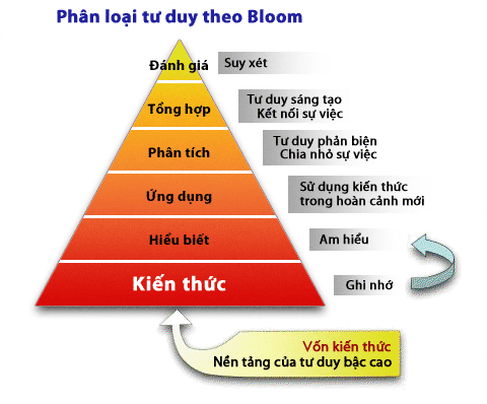 Phân loại tư duy theo Bloom
Đánh giá
Suy xét
Tổng hợp
Tư duy sáng tạo
Kết nối sự việc
Phân tích
Tư duy phản biện
Chia nhỏ sự việc
Ứng dụng
Sử dụng kiến thức
trong hoàn cảnh mới
Hiểu biết
Am hiểu
Kiến thức
Ghi nhớ
Vốn kiến thức
Nền tảng của tư duy bậc cao